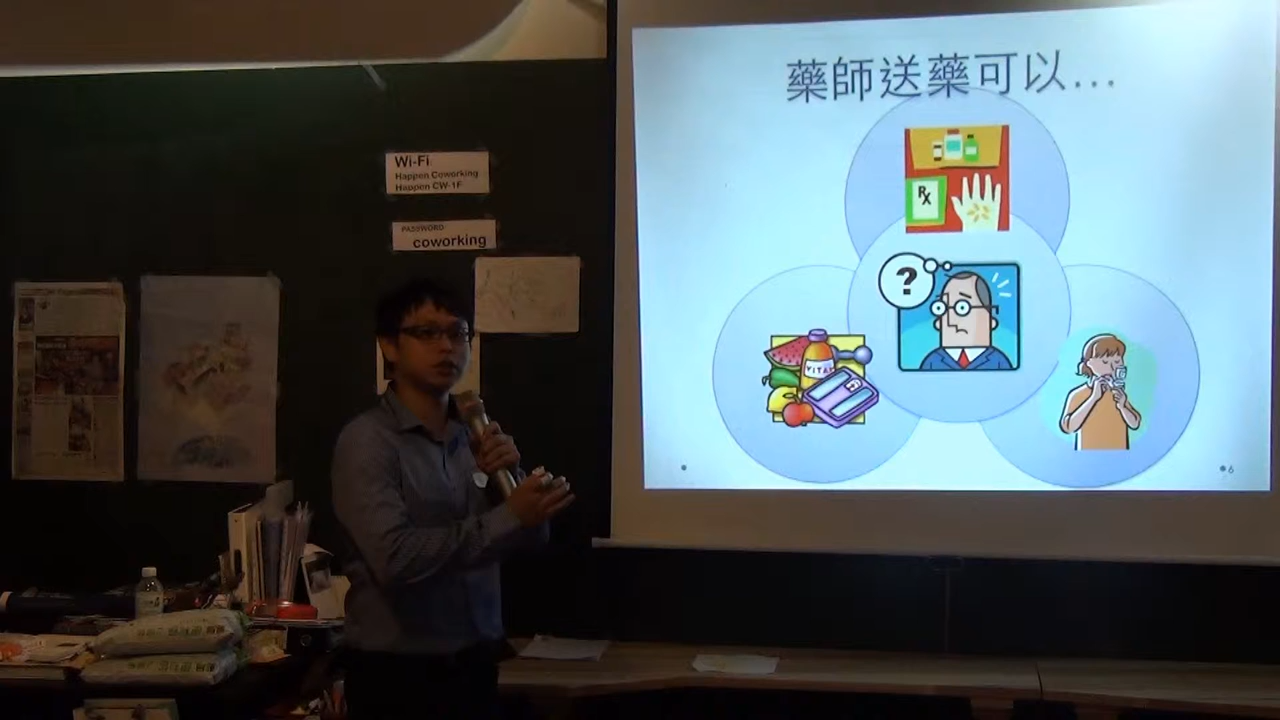 藥師送藥可以...
Wi-Fi
Happen Coworking
Happen CW-1F
PASSWORD
coworking
Rx
?
VITA
6